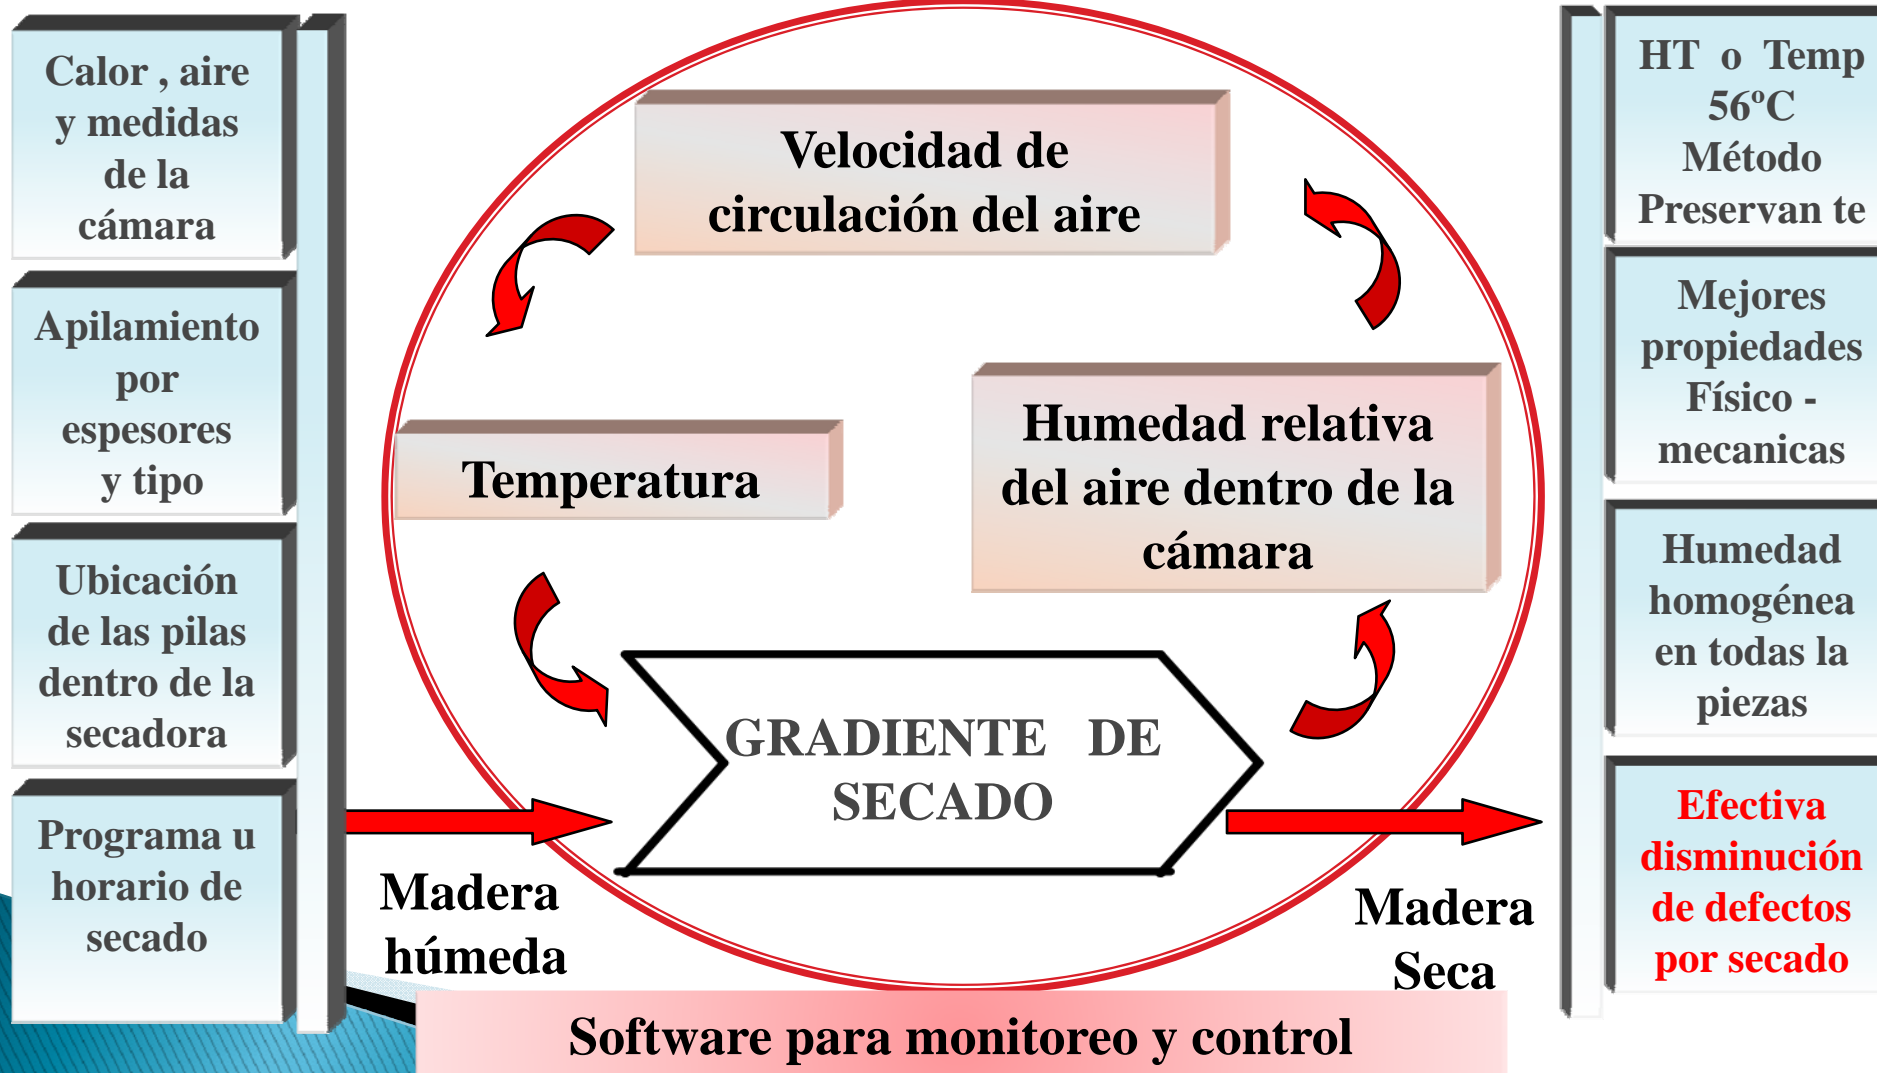 Calor , aire
y medidas
de la
cámara
Apilamiento
por
espesores
y tipo
Ubicación
de las pilas
dentro de la
secadora
Programa u
horario de
secado
Velocidad de
circulación del aire
Temperatura
Humedad relativa
del aire dentro de la
cámara
GRADIENTE DE
SECADO
Madera
húmeda
Madera
Seca
Software para monitoreo y control
HT o Temp
56ºC
Método
Preservan te
Mejores
propiedades
Físico -
mecanicas
Humedad
homogénea
en todas la
piezas
Efectiva
disminución
de defectos
por secado